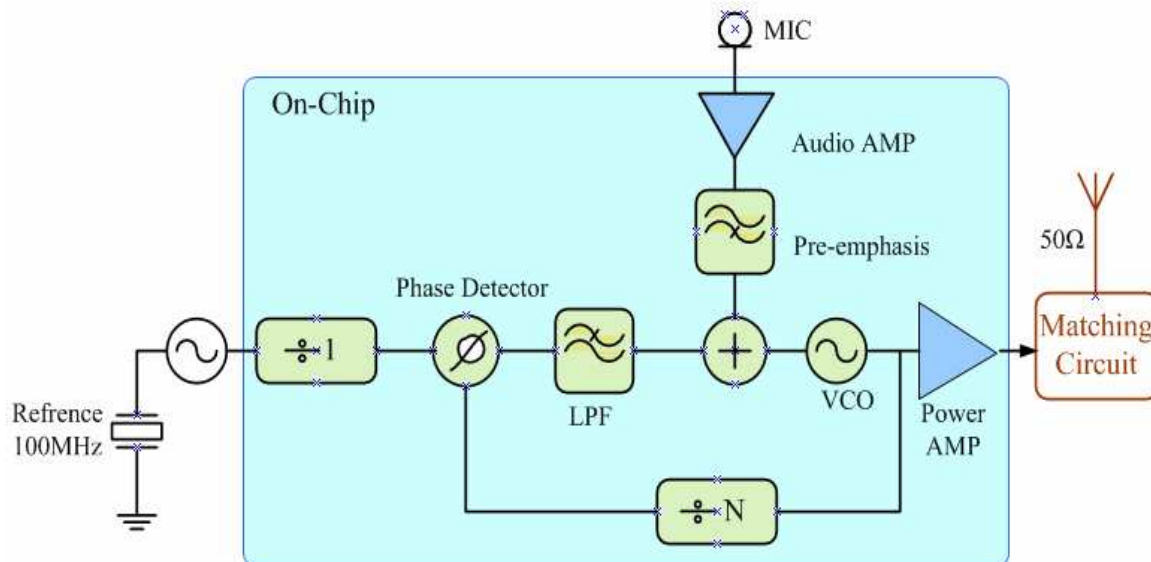 MIC
On-Chip
Audio AMP
Pre-emphasis
50Ω
Phase Detector
÷ 1
LPF
+
VCO
Power
AMP
Matching
Circuit
Refrence
100MHz
÷ N